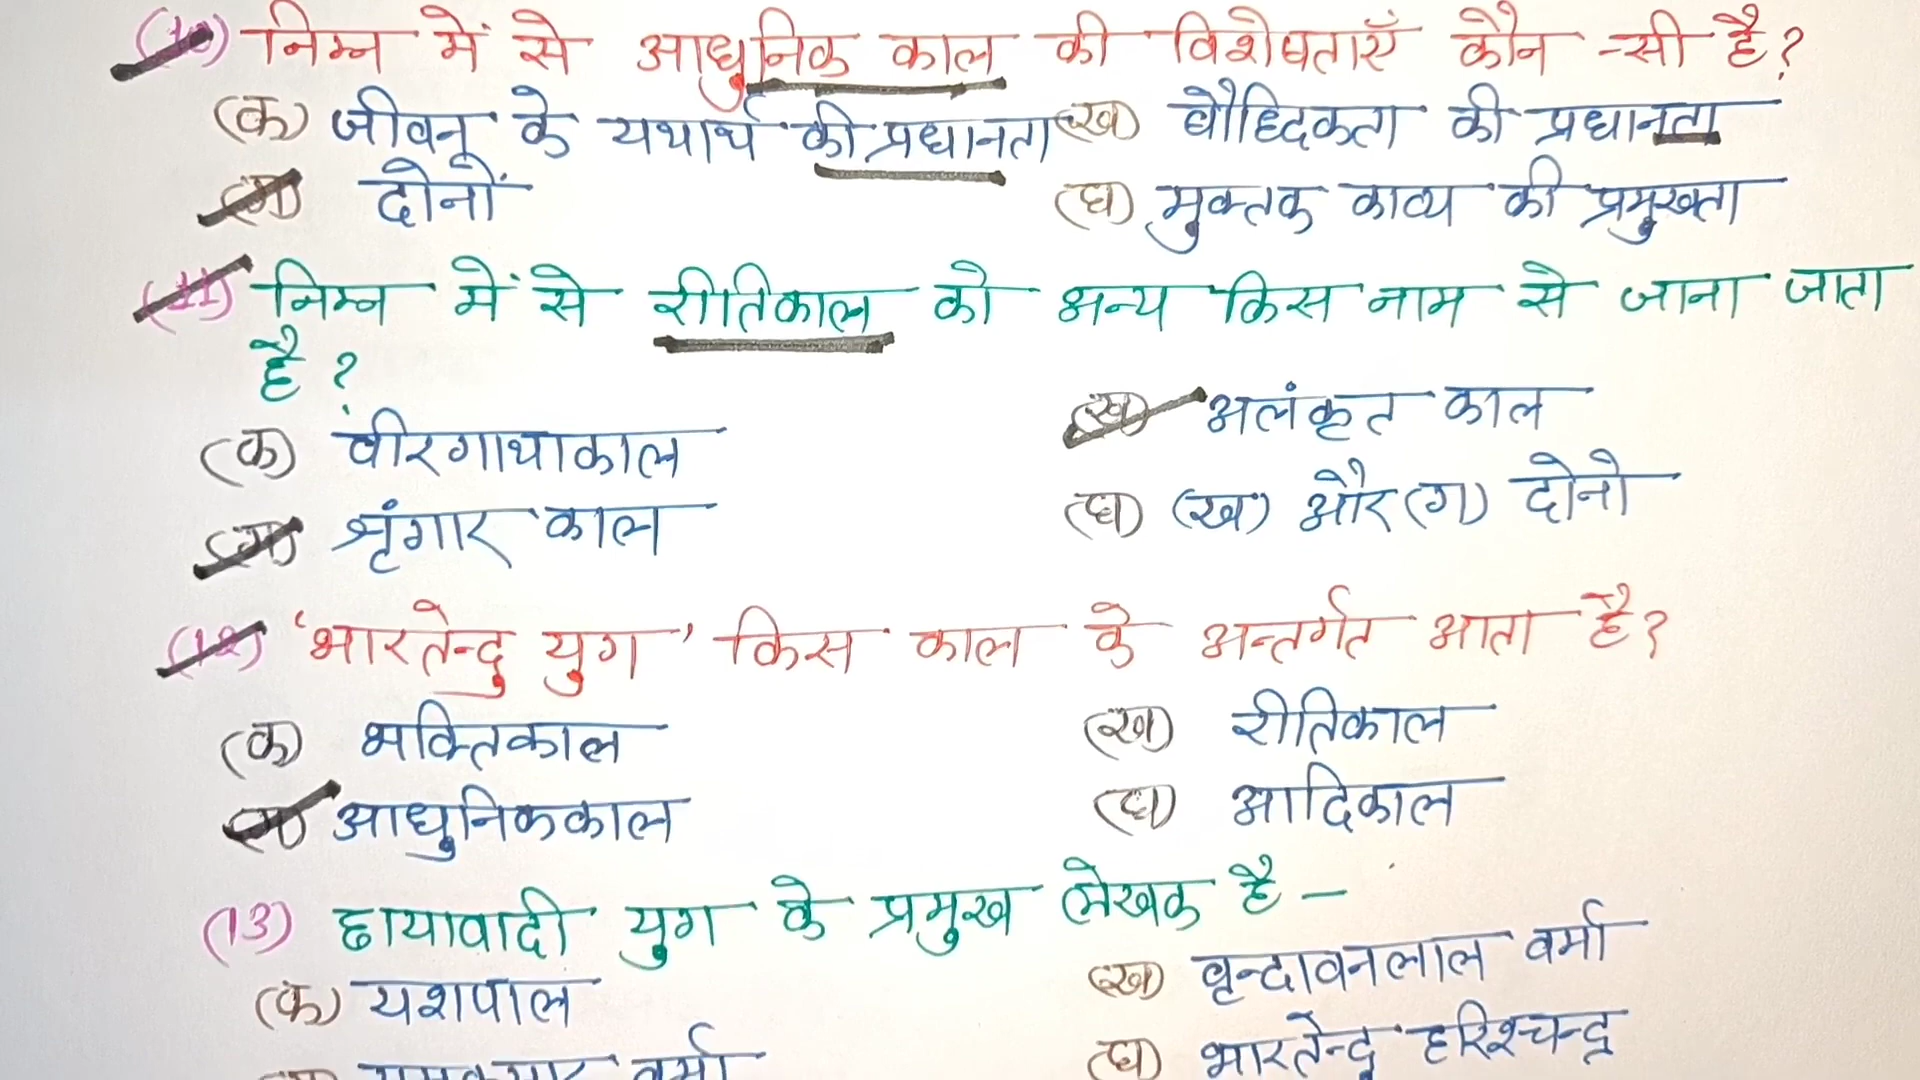 (10) निम्न में से आधुनिक काल की विशेषताएँ कौन -सी है?
(क) जीवन के यथार्थ की प्रधानता (ख) बौद्धिकता की प्रधानता
(ग) दोनों (घ) मुक्तक काव्य की प्रमुखता
(11) निम्न में से रीतिकाल को अन्य किस नाम से जाना जाता
है ?
(क) वीरगाथाकाल (ख) अलंकृत काल
(ग) शृंगार काल (घ) (ख) और (ग) दोनो
(12) 'भारतेन्दु युग' किस काल के अन्तर्गत आता है?
(क) भक्तिकाल (ख) रीतिकाल
(ग) आधुनिककाल (घ) आदिकाल
(13) छायावादी युग के प्रमुख लेखक है –
(क) यशपाल (ख) वृन्दावनलाल वर्मा
वर्मा (घ) भारतेन्दु हरिश्चन्द्र